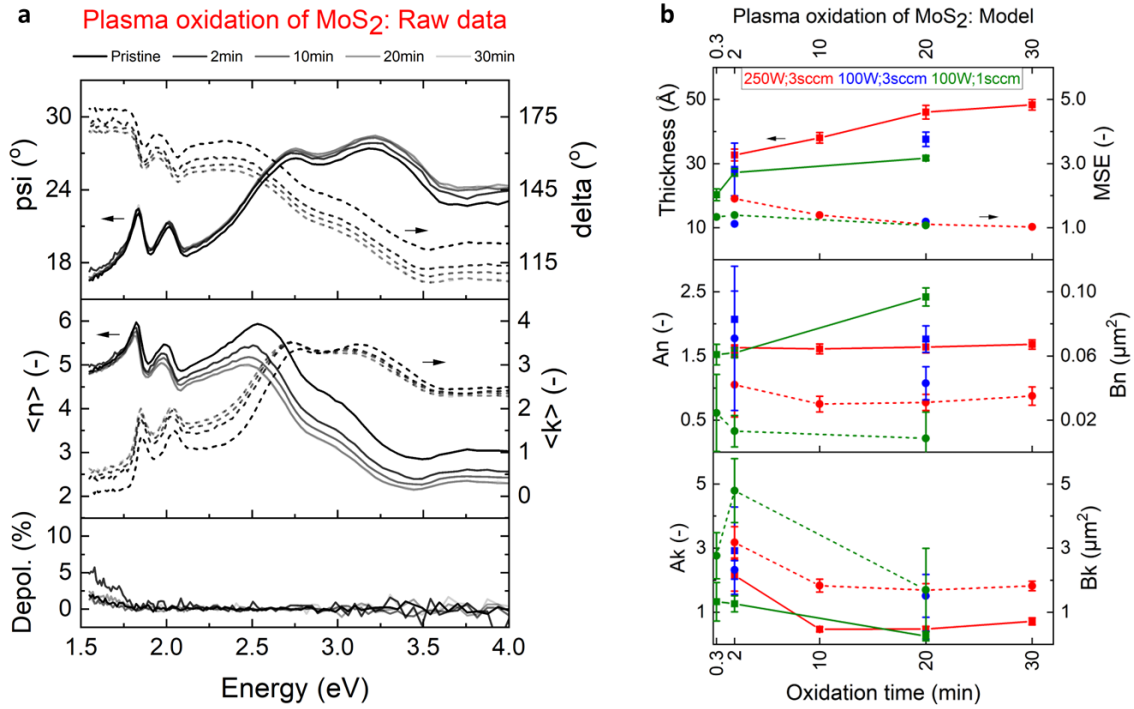 a
Plasma oxidation of MoS2: Raw data
Pristine 2min 10min 20min 30min
30
24
18
psi (°)
175
145
115
delta (°)
6
5
4
3
2
<n> (-)
4
3
2
1
0
<k> (-)
10
5
0
Depol. (%)
1.5 2.0 2.5 3.0 3.5 4.0
Energy (eV)
b
Plasma oxidation of MoS2: Model
0.3 2 10 20 30
250W;3sccm 100W;3sccm 100W;1sccm
50
30
10
Thickness (Å)
5.0
3.0
1.0
MSE (-)
2.5
1.5
0.5
An (-)
0.10
0.06
0.02
Bn (µm²)
5
3
1
Ak (-)
5
3
1
Bk (µm²)
0.3 2 10 20 30
Oxidation time (min)